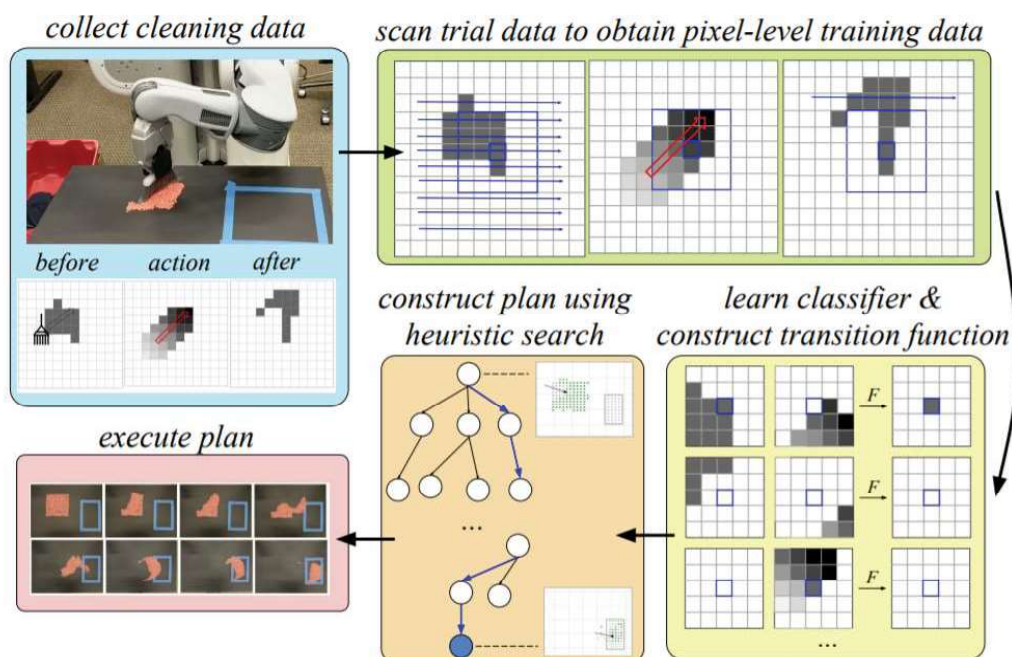 collect cleaning data
before action after
scan trial data to obtain pixel-level training data
learn classifier &
construct transition function
F
F
F
...
construct plan using
heuristic search
...
execute plan